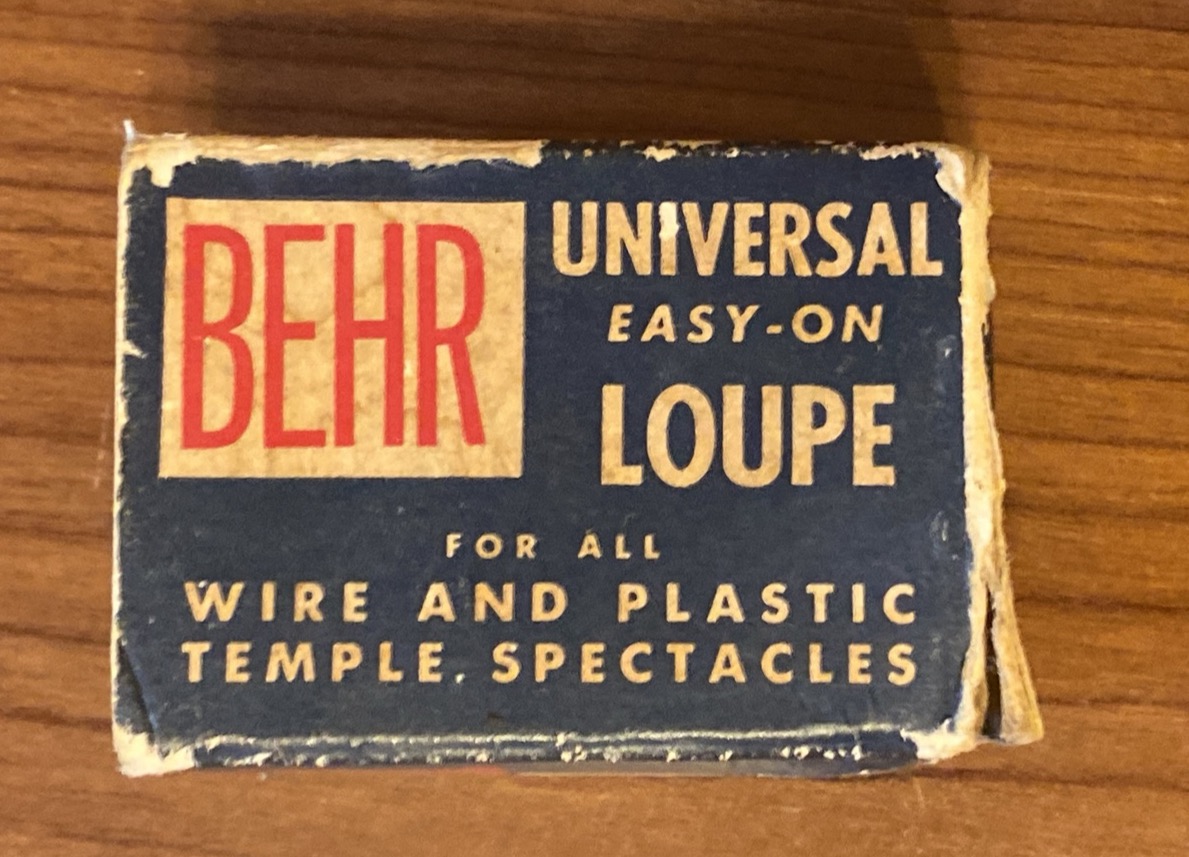 BEHR
UNIVERSAL
EASY-ON
LOUPE
FOR ALL
WIRE AND PLASTIC
TEMPLE. SPECTACLES